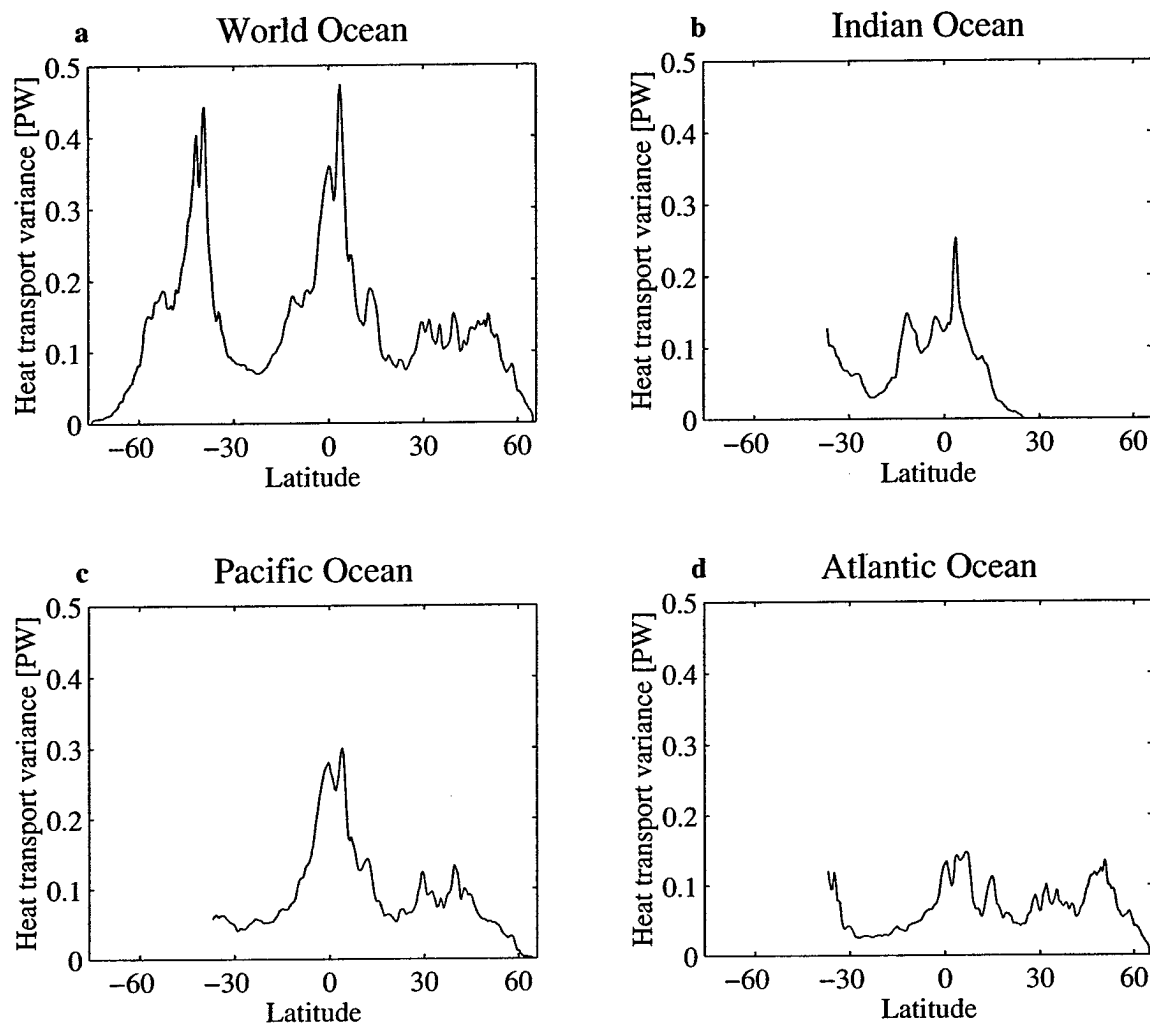 a World Ocean
Heat transport variance [PW]
0.5
0.4
0.3
0.2
0.1
0
−60 −30 0 30 60
Latitude
b Indian Ocean
Heat transport variance [PW]
0.5
0.4
0.3
0.2
0.1
0
−60 −30 0 30 60
Latitude
c Pacific Ocean
Heat transport variance [PW]
0.5
0.4
0.3
0.2
0.1
0
−60 −30 0 30 60
Latitude
d Atlantic Ocean
Heat transport variance [PW]
0.5
0.4
0.3
0.2
0.1
0
−60 −30 0 30 60
Latitude